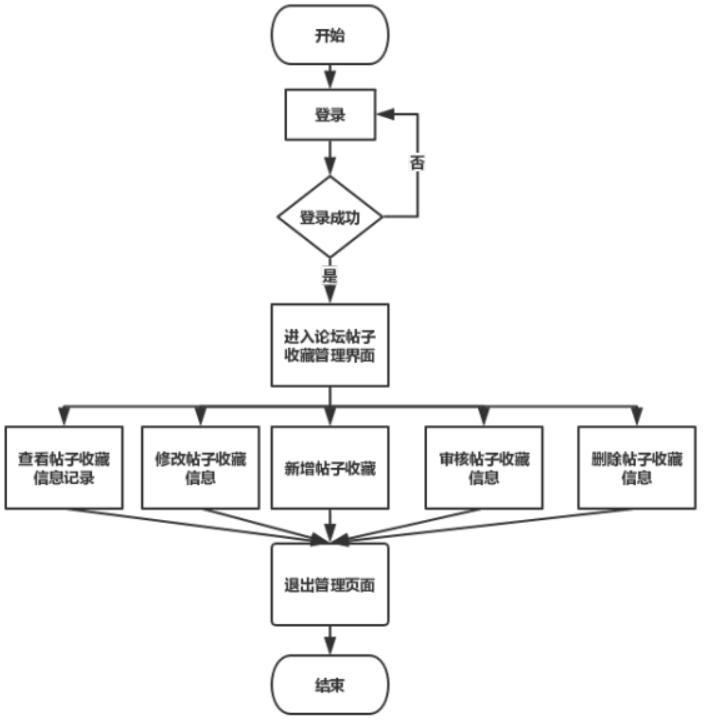 开始
登录
否
登录成功
是
进入论坛帖子
收藏管理界面
查看帖子收藏
信息记录
修改帖子收藏
信息
新增帖子收藏
审核帖子收藏
信息
删除帖子收藏
信息
退出管理页面
结束